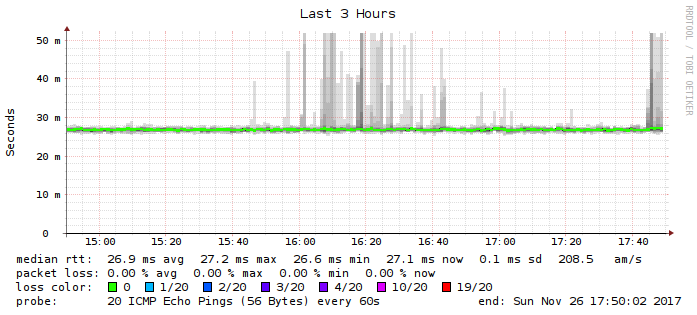 Last 3 Hours
RRDTOOL / TOBI OETIKER
Seconds
50 m
40 m
30 m
20 m
10 m
0
15:00 15:20 15:40 16:00 16:20 16:40 17:00 17:20 17:40
median rtt: 26.9 ms avg 27.2 ms max 26.6 ms min 27.1 ms now 0.1 ms sd 208.5 am/s
packet loss: 0.00 % avg 0.00 % max 0.00 % min 0.00 % now
loss color: 0 1/20 2/20 3/20 4/20 10/20 19/20
probe: 20 ICMP Echo Pings (56 Bytes) every 60s end: Sun Nov 26 17:50:02 2017